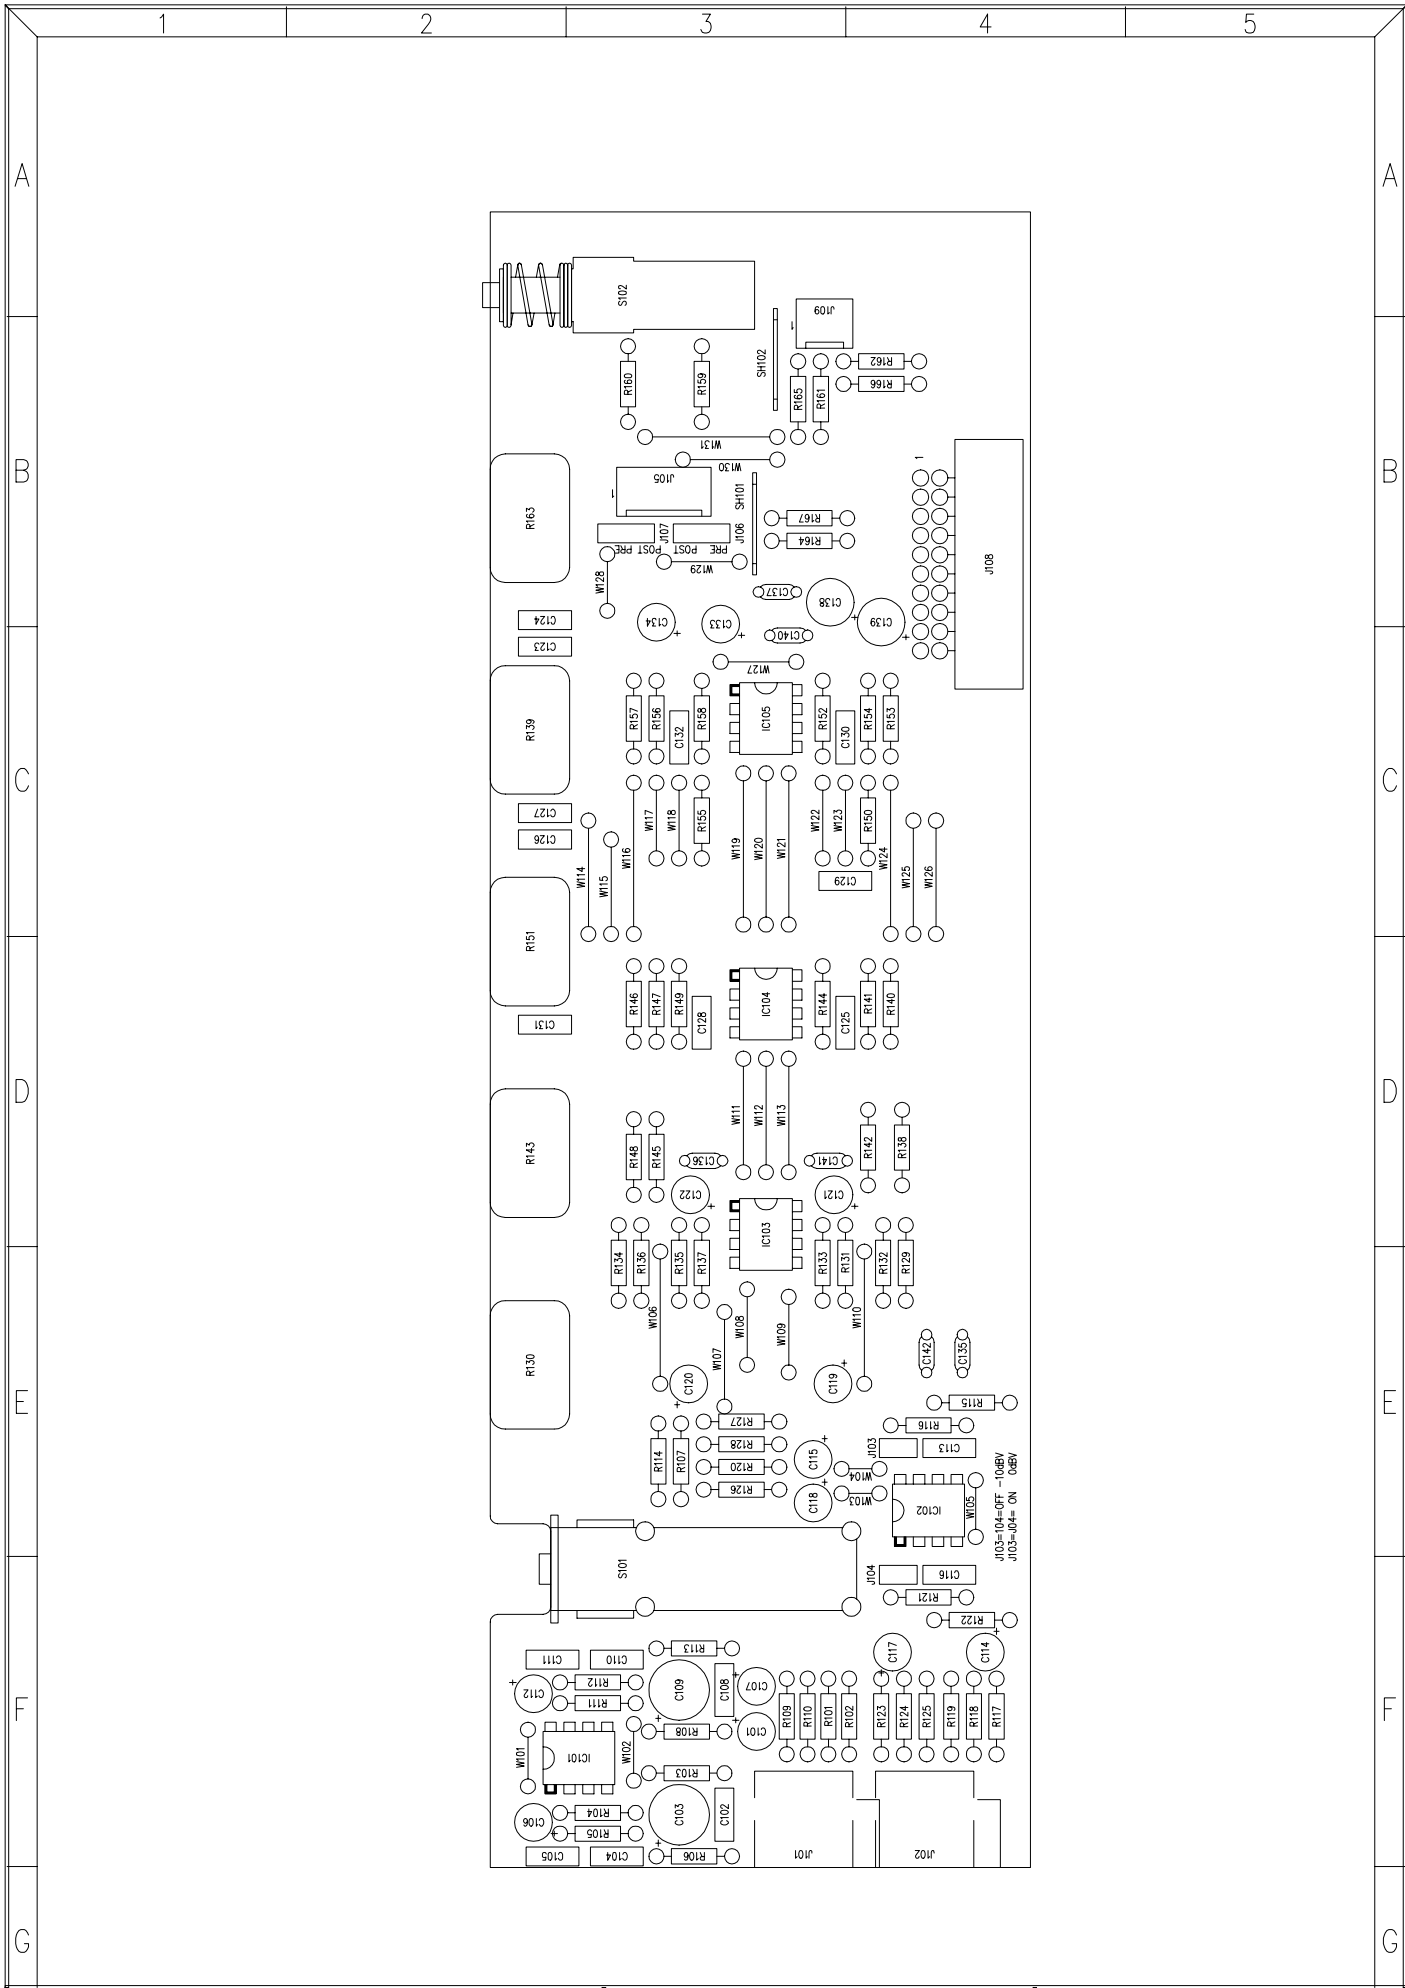 1 2 3 4 5
A A
S102
J109
1
SH102
R160 R159
R165 R161
R162
R166
W131
W130
B B
J105
1
SH101
1
R163
J107 J106
PRE POST POST PRE
R167
R164
W129
W128
J108
C137
C138
C124
C134 + C133 + + C139 +
C140
C123
W127
R157 R156 C132 R158 IC105 R152 C130 R154 R153
R139
C C
C127
C126
W117 W118 R155 W122 W123 R150
W114 W115 W116 W119 W120 W121 W124 W125 W126
C129
R151
R146 R147 R149 C128 IC104 R144 C125 R141 R140
C131
D D
W111 W112 W113
R142 R138
R143
R148 R145
C136 C141
C122 + C121 +
IC103
R134 R136 R135 R137 R133 R131 R132 R129
W106 W107 W108 W109 W110
C142 C135
R130
C120 + C119 +
E E
R115
R127
R116
R114 R107
R128
C115 +
J103 C113
R120
W104
R126
C118 +
W103
IC102
W105
J103=104=OFF -10dBV
J103=J04= ON 0dBV
S101
J104 C116
R121
R122
R113
C117 + C114 +
C111 C110
R112
C112 +
R111
C109 + C108 C107 +
F F
R109 R110 R101 R102 R123 R124 R125 R119 R118 R117
R108
C101 +
W101 IC101 W102
R103
C106 +
R104
R105
C103 + C102
C105 C104
R106
J101 J102
G G